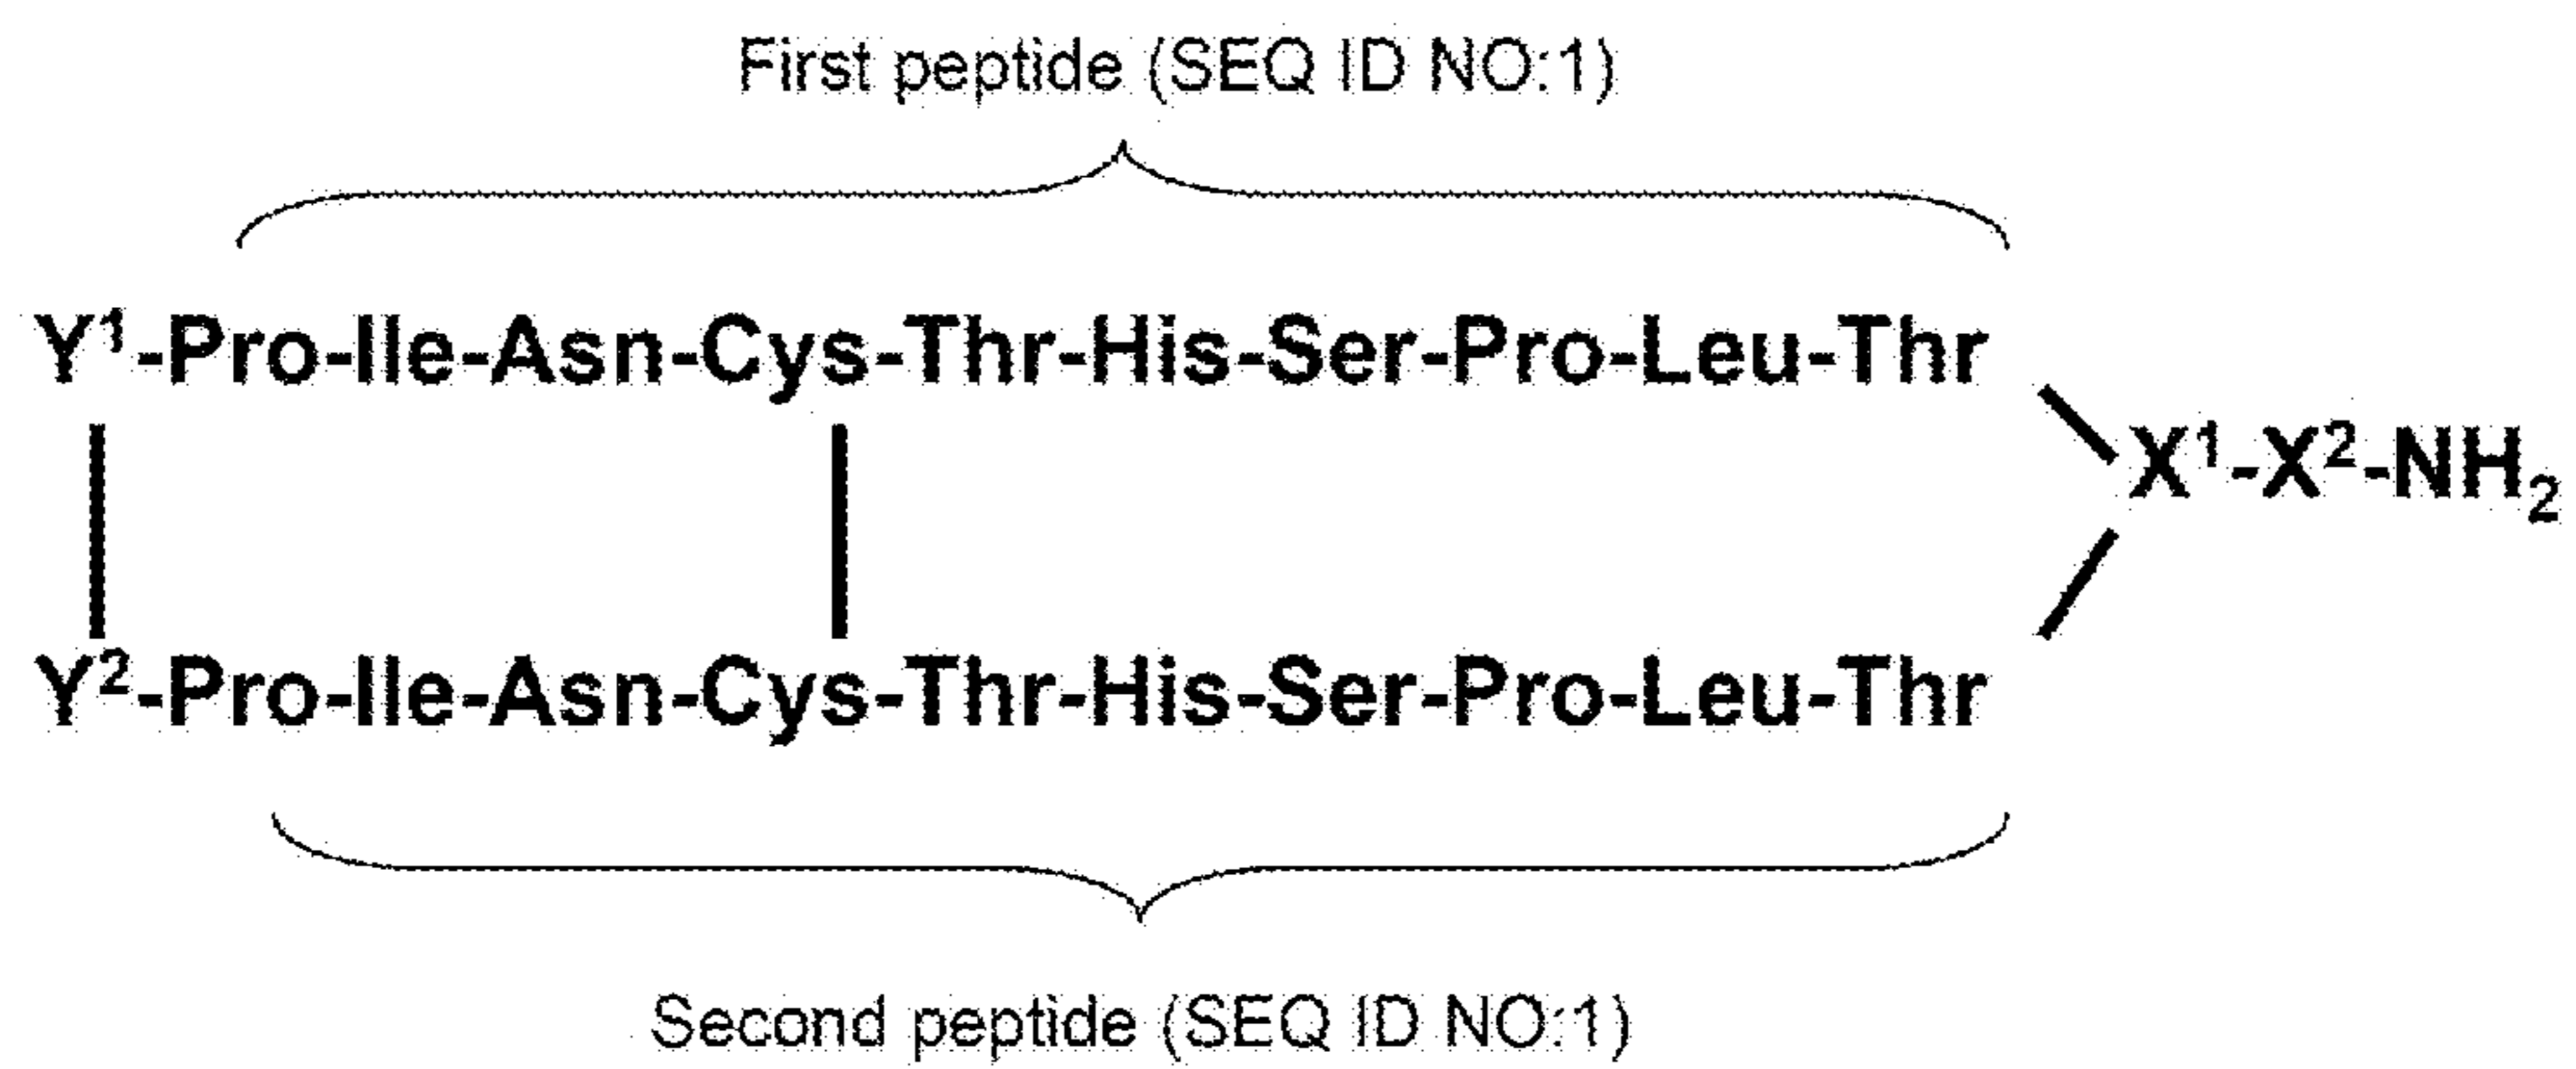 First peptide (SEQ ID NO:1)
Y¹-Pro-Ile-Asn-Cys-Thr-His-Ser-Pro-Leu-Thr
X¹-X²-NH₂
Y²-Pro-Ile-Asn-Cys-Thr-His-Ser-Pro-Leu-Thr
Second peptide (SEQ ID NO:1)